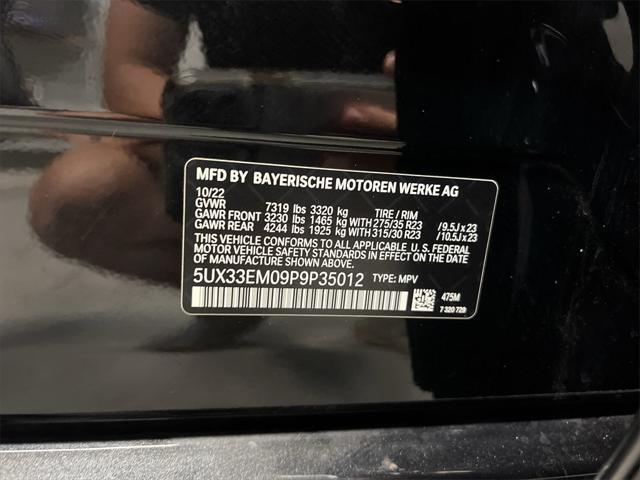 MFD BY BAYERISCHE MOTOREN WERKE AG
10/22
GVWR 7319 lbs 3320 kg TIRE / RIM
GAWR FRONT 3230 lbs 1465 kg WITH 275/35 R23 /9.5J x 23
GAWR REAR 4244 lbs 1925 kg WITH 315/30 R23 /10.5J x 23
THIS VEHICLE CONFORMS TO ALL APPLICABLE U. S. FEDERAL
MOTOR VEHICLE SAFETY STANDARDS IN EFFECT ON THE DATE
OF MANUFACTURE SHOWN ABOVE.
5UX33EM09P9P35012 TYPE: MPV
475M
7 320 729